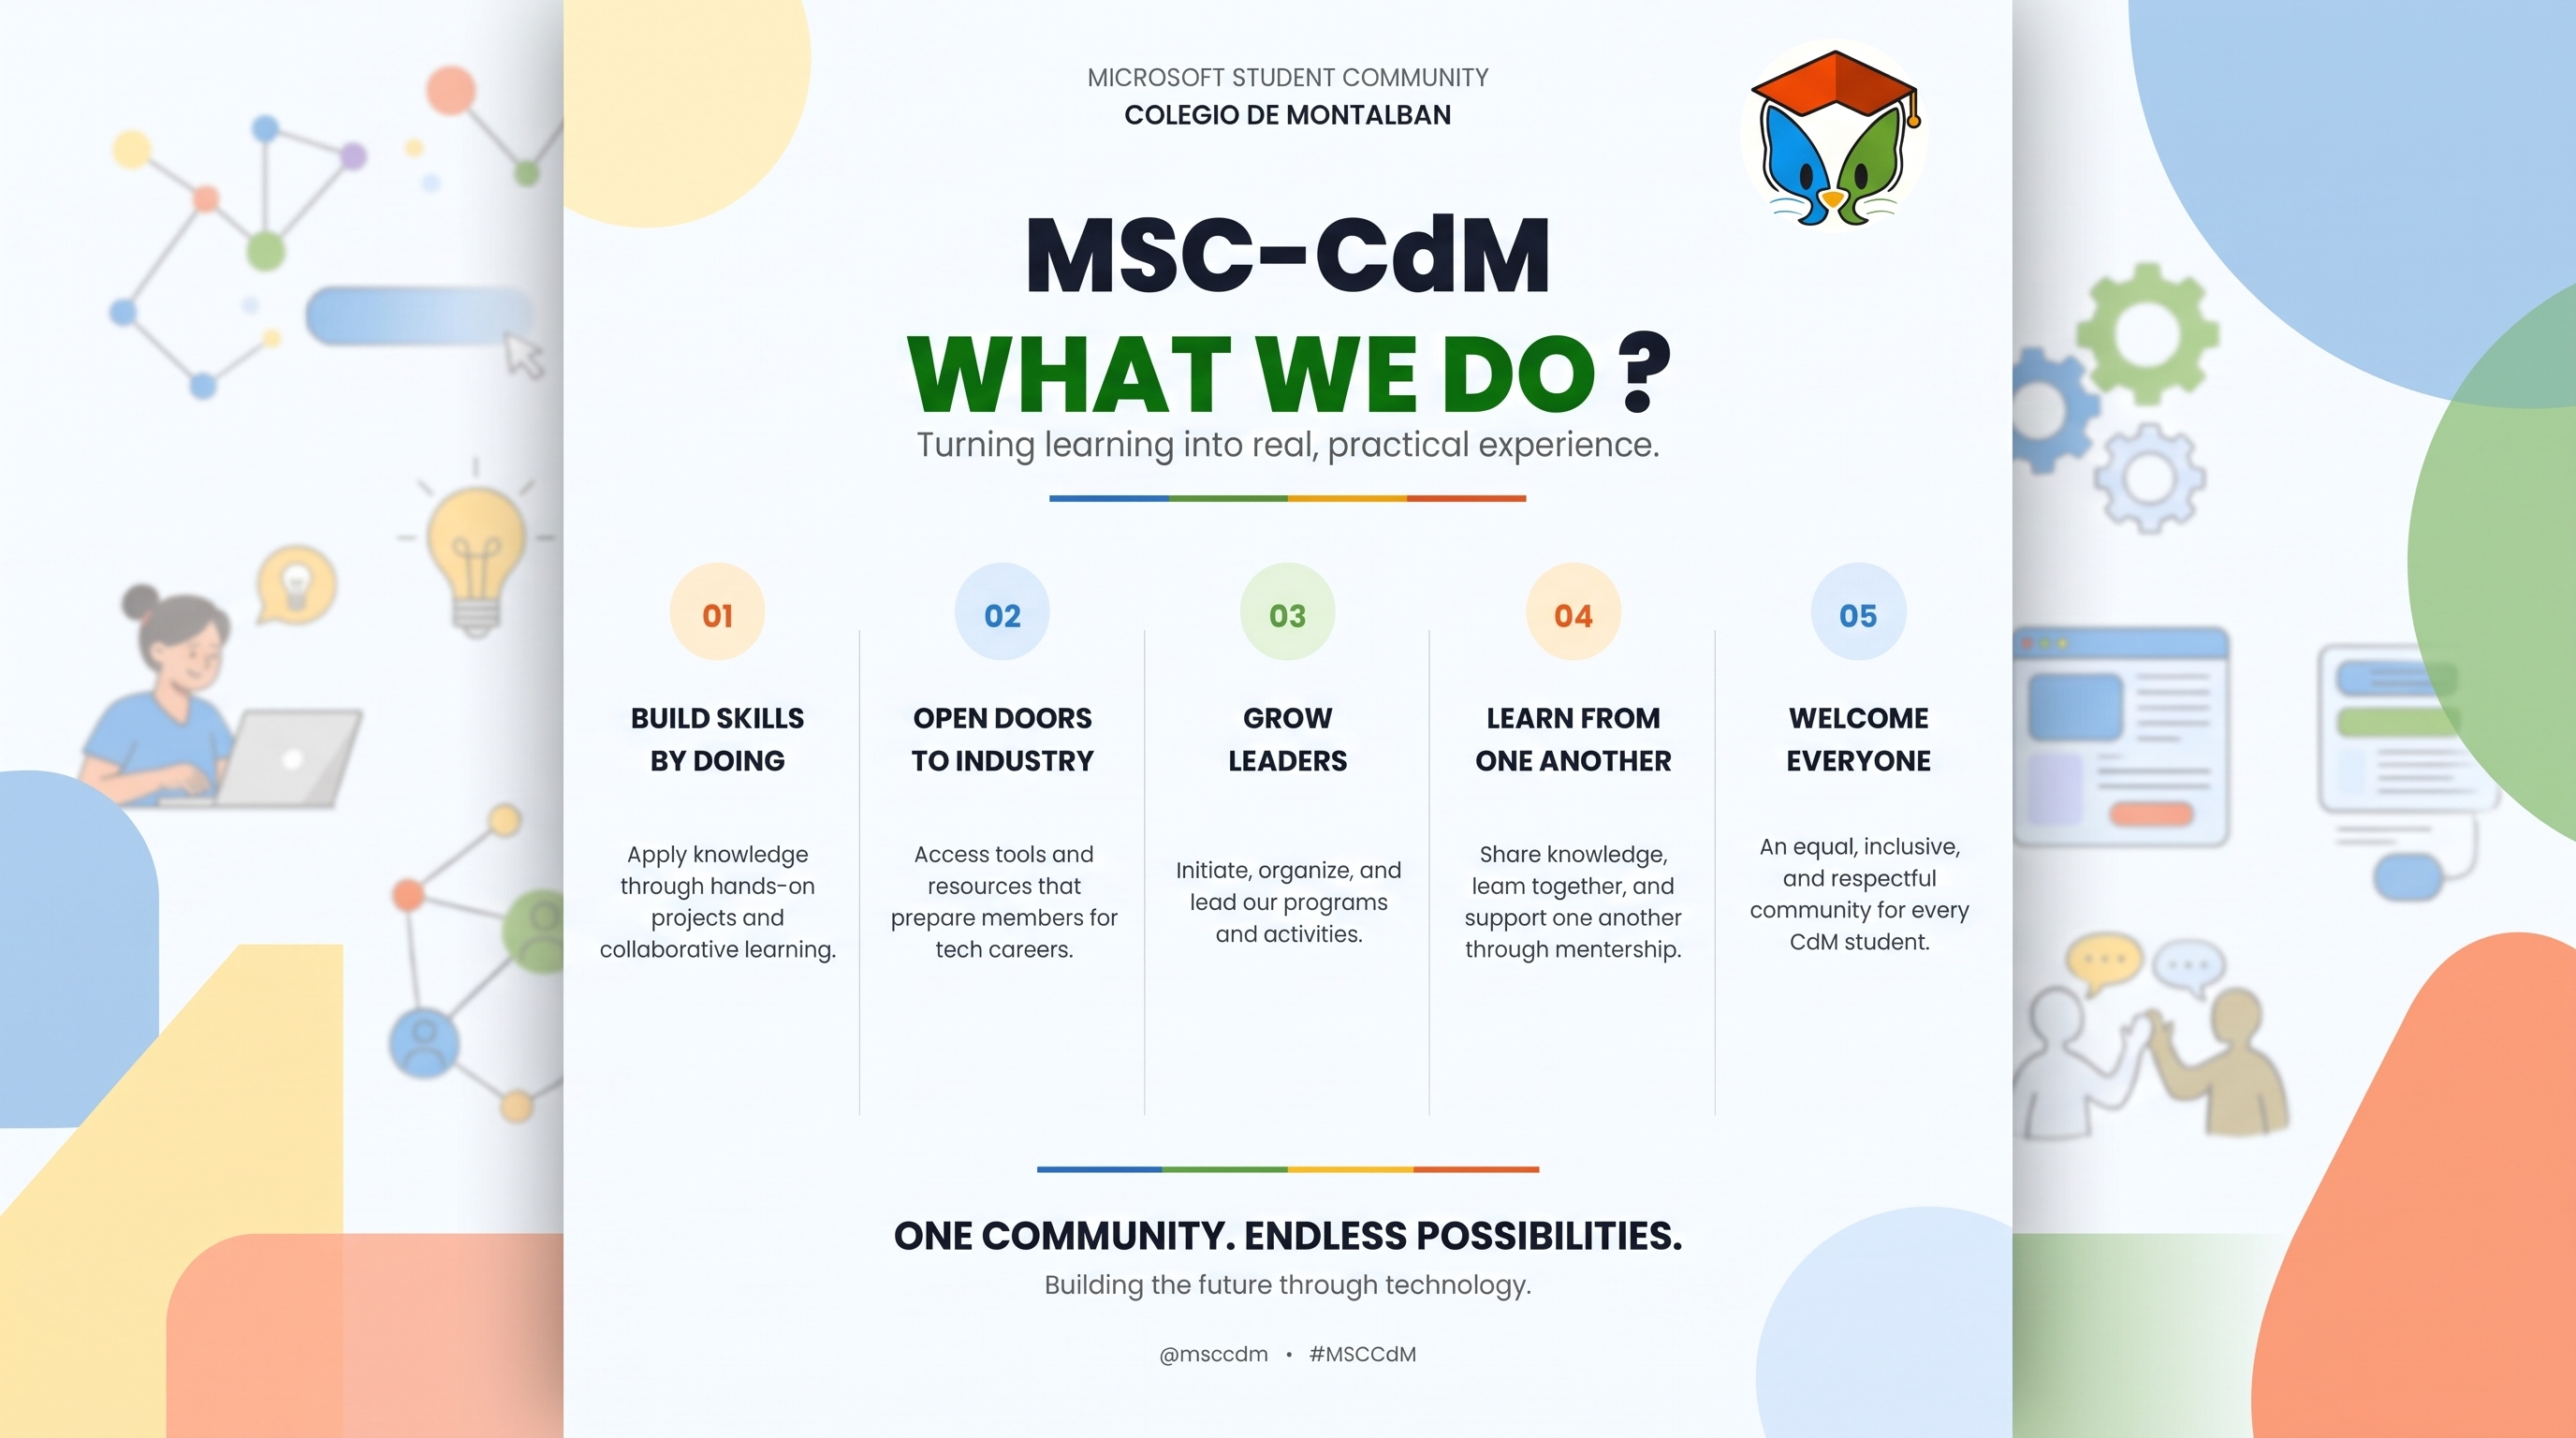 MICROSOFT STUDENT COMMUNITY
COLEGIO DE MONTALBAN
MSC-CdM
WHAT WE DO ?
Turning learning into real, practical experience.
01
BUILD SKILLS
BY DOING
Apply knowledge
through hands-on
projects and
collaborative learning.
02
OPEN DOORS
TO INDUSTRY
Access tools and
resources that
prepare members for
tech careers.
03
GROW
LEADERS
Initiate, organize, and
lead our programs
and activities.
04
LEARN FROM
ONE ANOTHER
Share knowledge,
leam together, and
support one another
through mentership.
05
WELCOME
EVERYONE
An equal, inclusive,
and respectful
community for every
CdM student.
ONE COMMUNITY. ENDLESS POSSIBILITIES.
Building the future through technology.
@msccdm • #MSCCdM